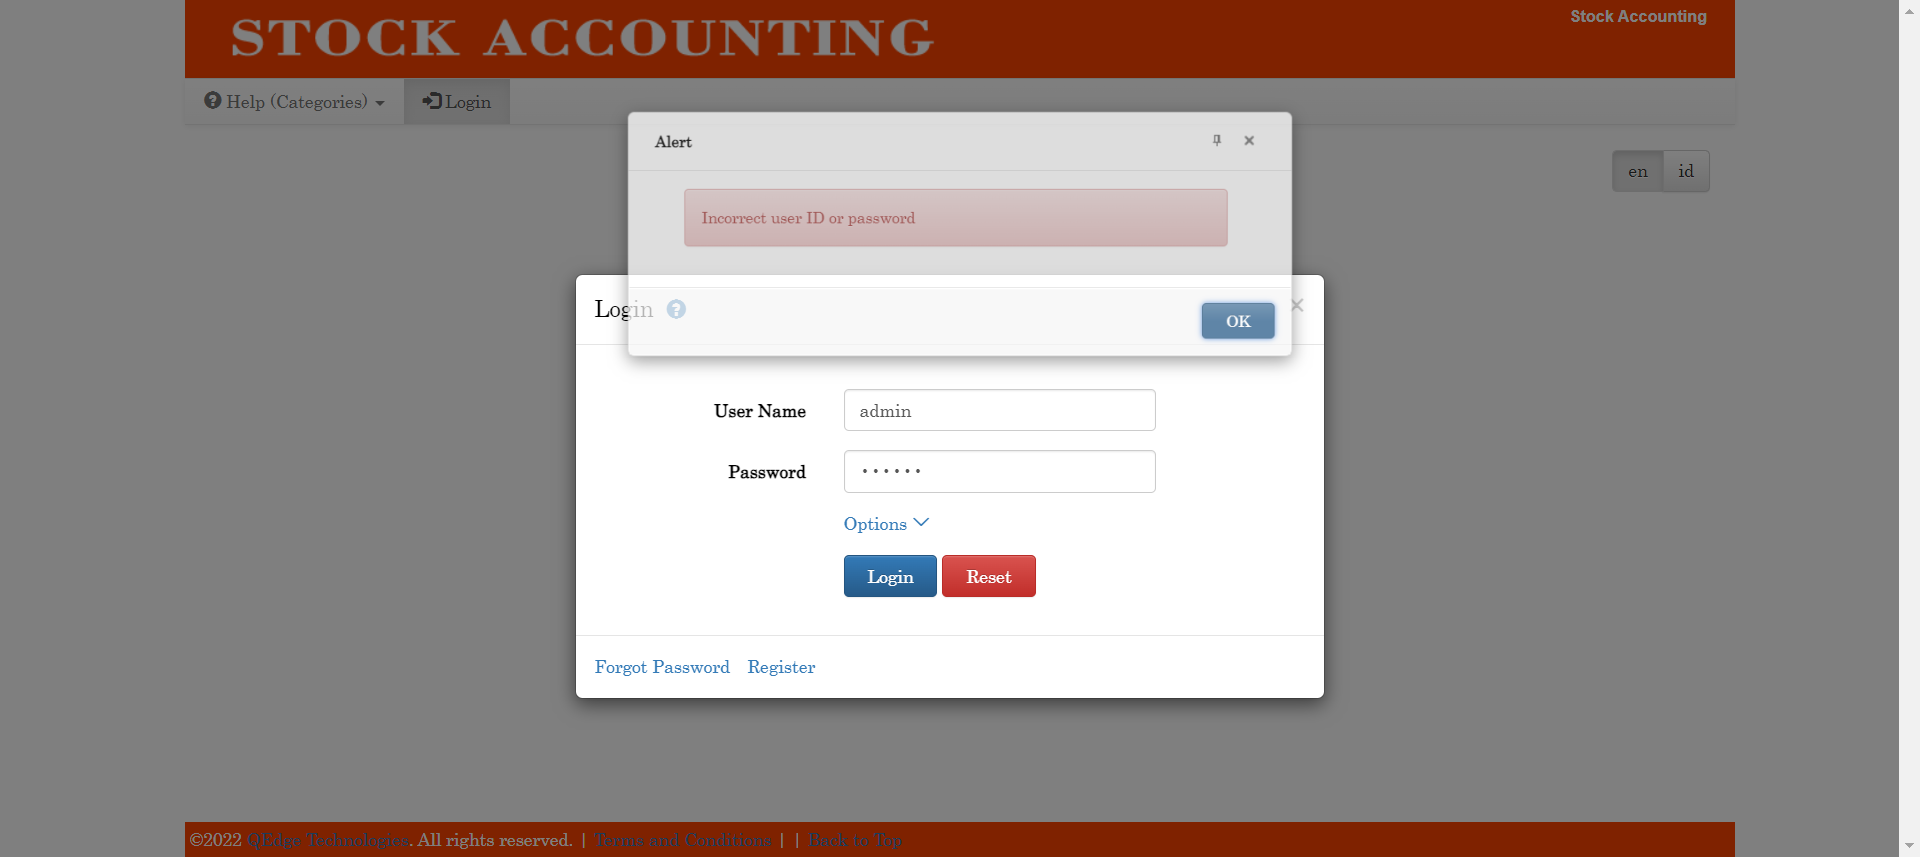 STOCK ACCOUNTING
Stock Accounting
Help (Categories)
Login
Alert
en
id
Incorrect user ID or password
Login
OK
User Name
admin
Password
••••••
Options
Login
Reset
Forgot Password
Register
©2022 QEdge Technologies. All rights reserved. | Terms and Conditions | | Back to Top